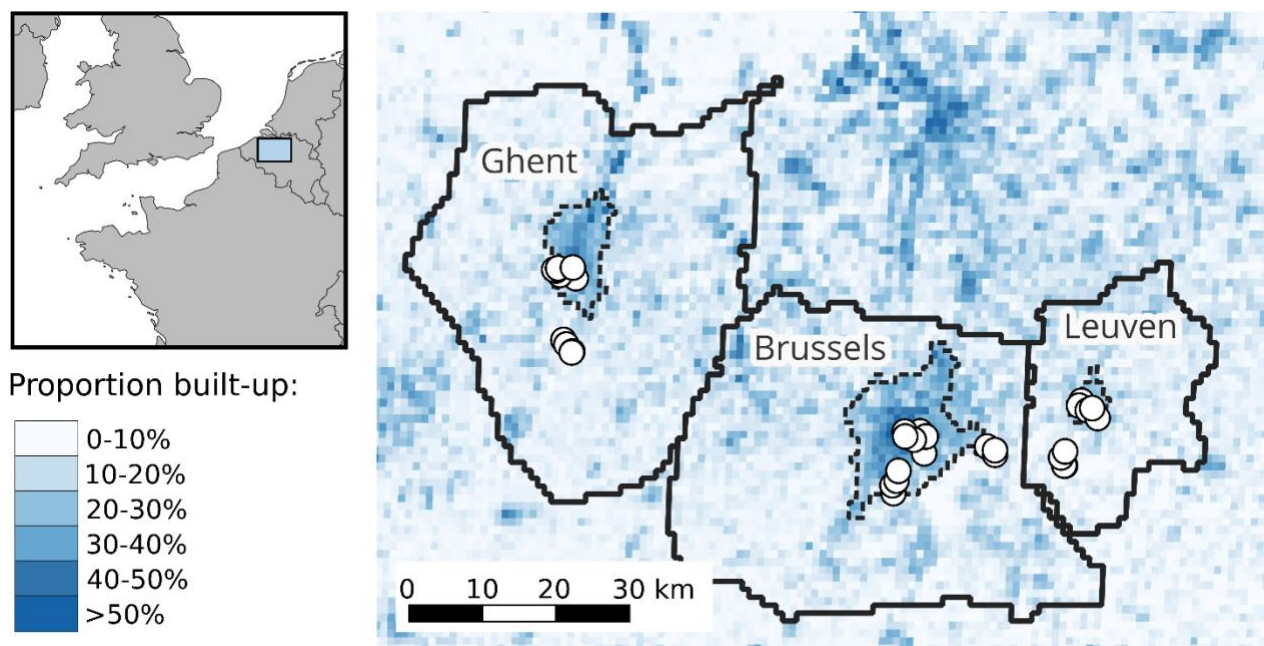 Proportion built-up:
0-10%
10-20%
20-30%
30-40%
40-50%
>50%
Ghent
Brussels
Leuven
0 10 20 30 km